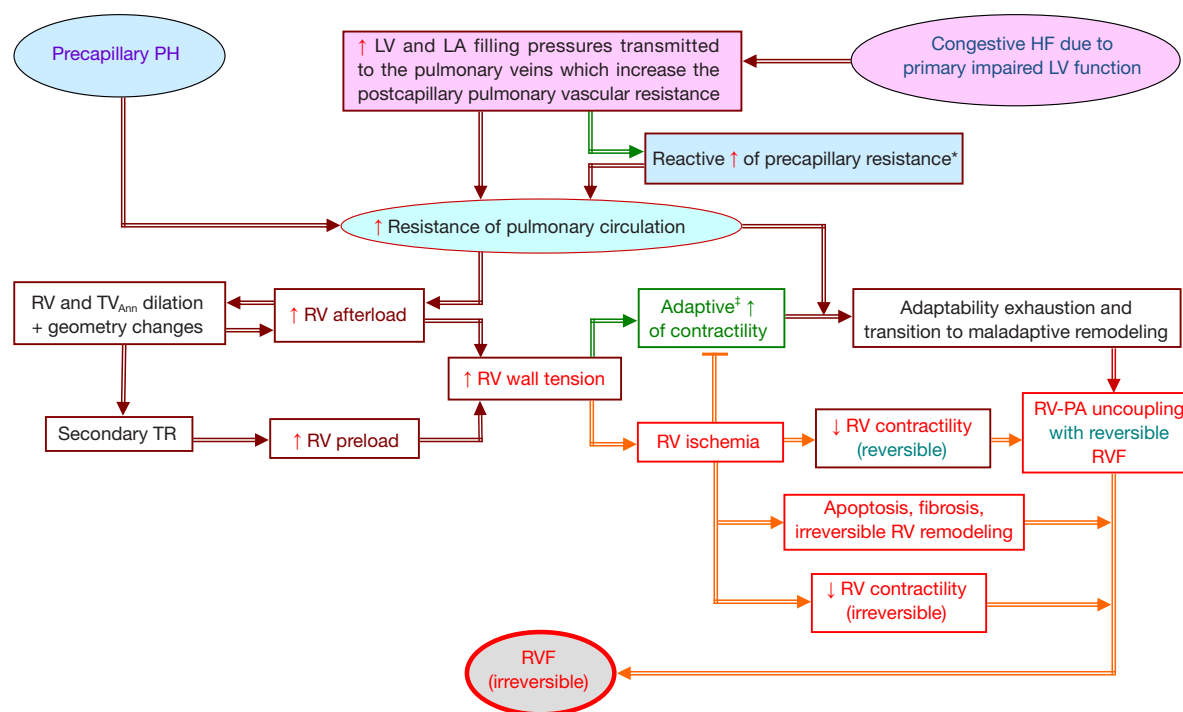 Precapillary PH
↑ LV and LA filling pressures transmitted
to the pulmonary veins which increase the
postcapillary pulmonary vascular resistance
Congestive HF due to
primary impaired LV function
Reactive ↑ of precapillary resistance*
↑ Resistance of pulmonary circulation
RV and TVAnn dilation
+ geometry changes
↑ RV afterload
Adaptive‡ ↑
of contractility
Adaptability exhaustion and
transition to maladaptive remodeling
↑ RV wall tension
Secondary TR
↑ RV preload
RV ischemia
↓ RV contractility
(reversible)
RV-PA uncoupling
with reversible
RVF
Apoptosis, fibrosis,
irreversible RV remodeling
↓ RV contractility
(irreversible)
RVF
(irreversible)